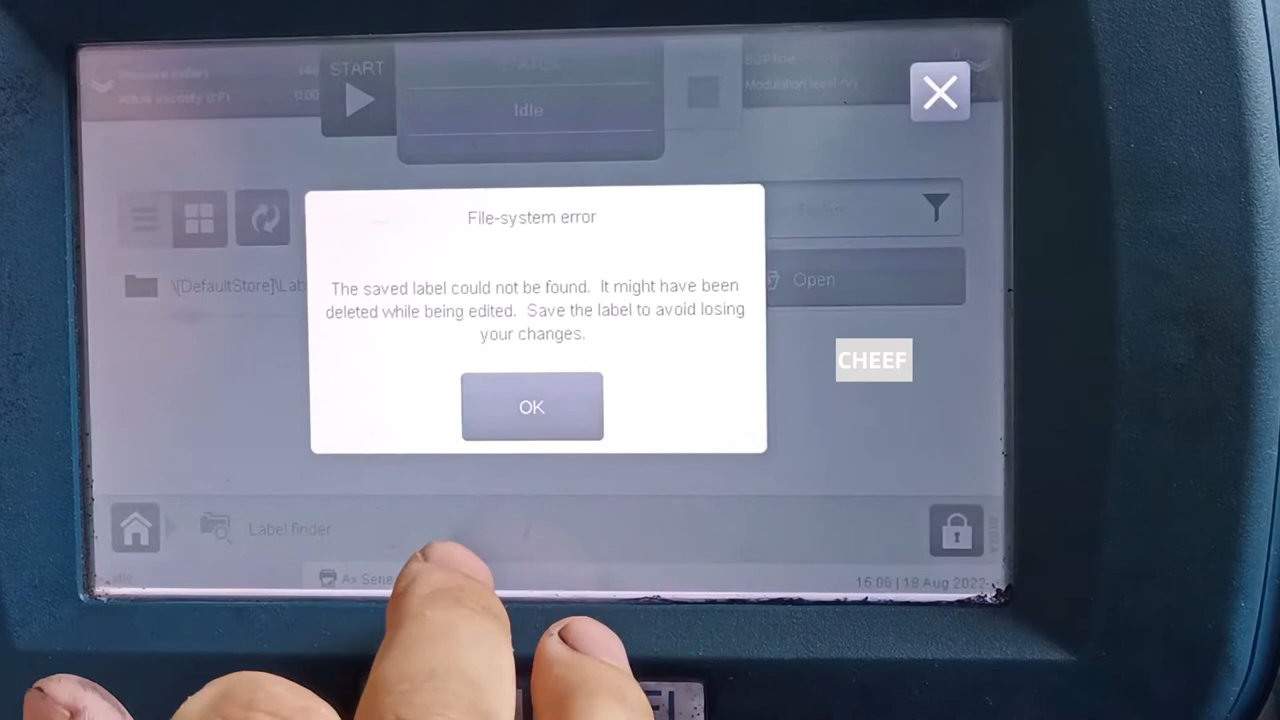 START
Idle
File-system error
The saved label could not be found. It might have been
deleted while being edited. Save the label to avoid losing
your changes.
OK
\[DefaultStore]\Lab
Open
CHEEF
Label finder
Ax Serie
15:06 | 18 Aug 2022